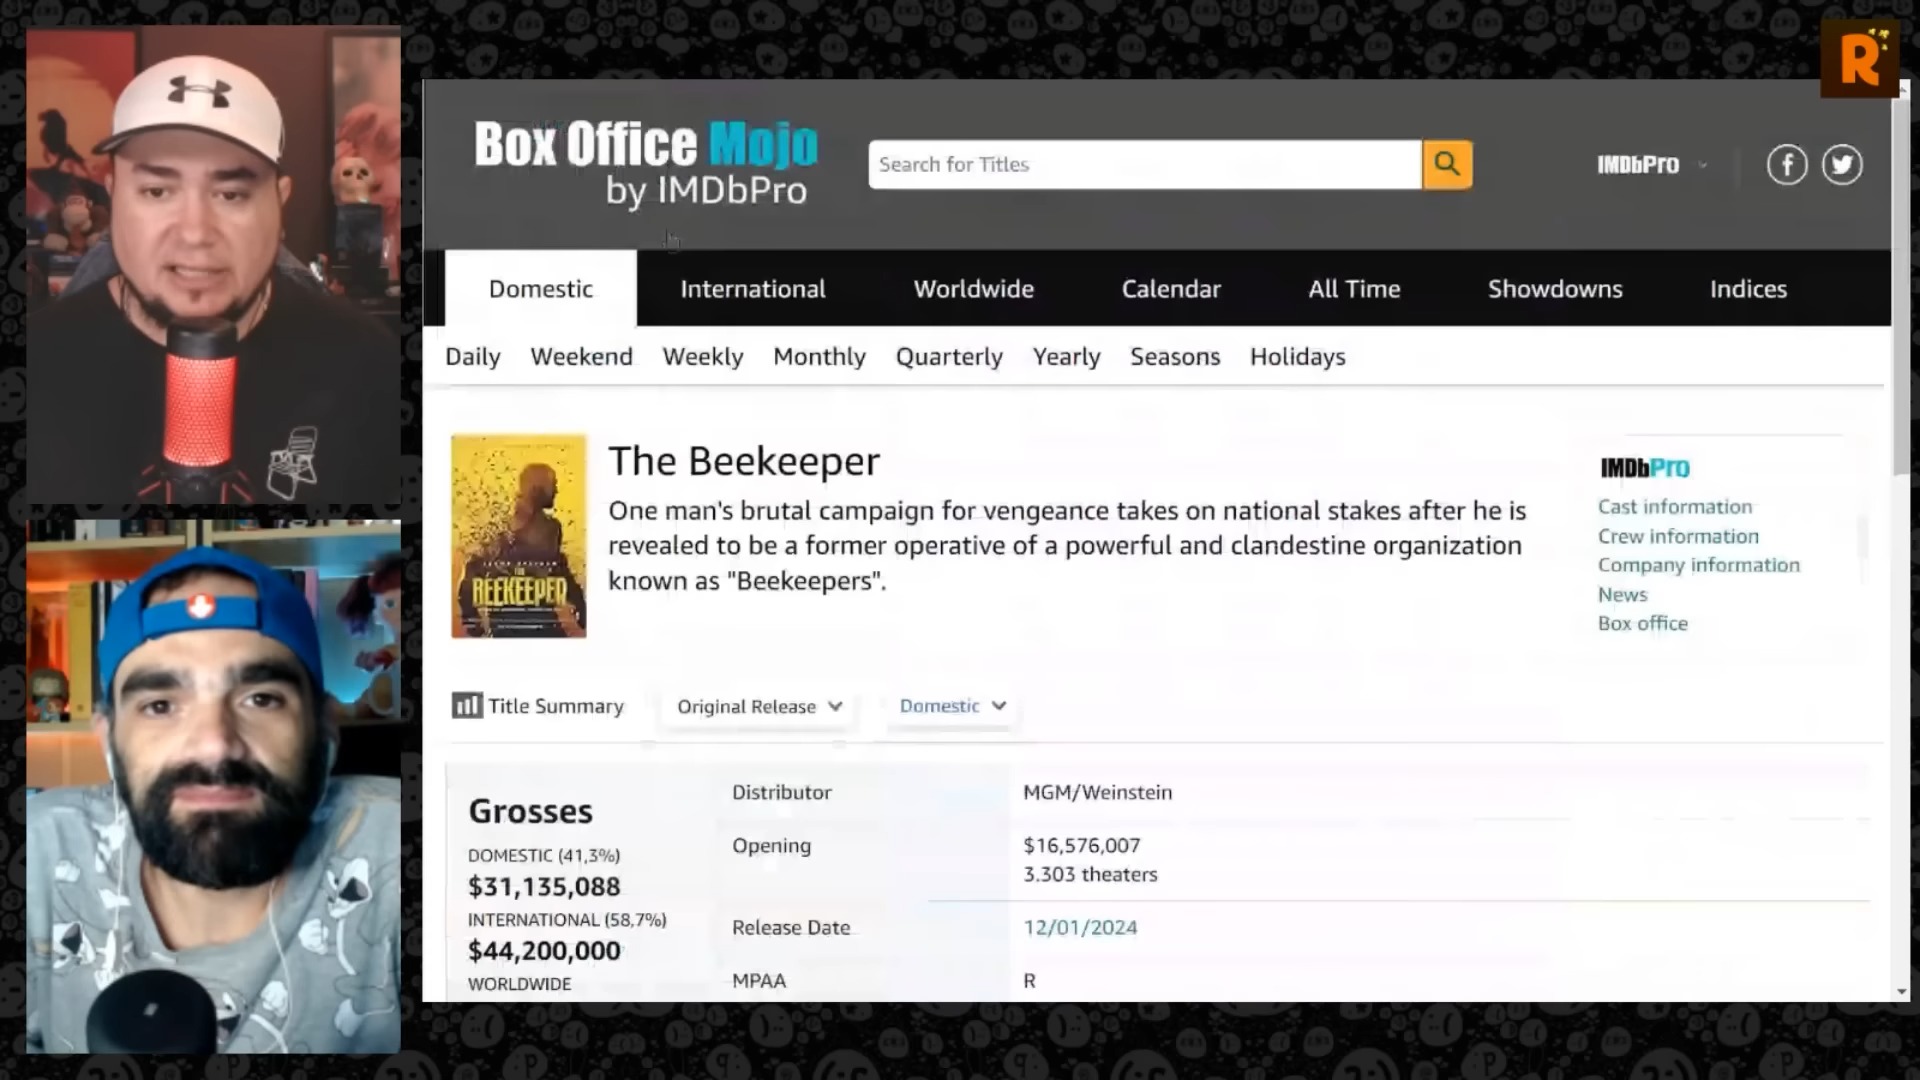 R
Box Office Mojo
by IMDbPro
Search for Titles
IMDbPro
Domestic
International
Worldwide
Calendar
All Time
Showdowns
Indices
Daily
Weekend
Weekly
Monthly
Quarterly
Yearly
Seasons
Holidays
The Beekeeper
One man's brutal campaign for vengeance takes on national stakes after he is
revealed to be a former operative of a powerful and clandestine organization
known as "Beekeepers".
BEEKEEPER
IMDbPro
Cast information
Crew information
Company information
News
Box office
Title Summary
Original Release
Domestic
Grosses
DOMESTIC (41,3%)
$31,135,088
INTERNATIONAL (58,7%)
$44,200,000
WORLDWIDE
Distributor
MGM/Weinstein
Opening
$16,576,007
3.303 theaters
Release Date
12/01/2024
MPAA
R